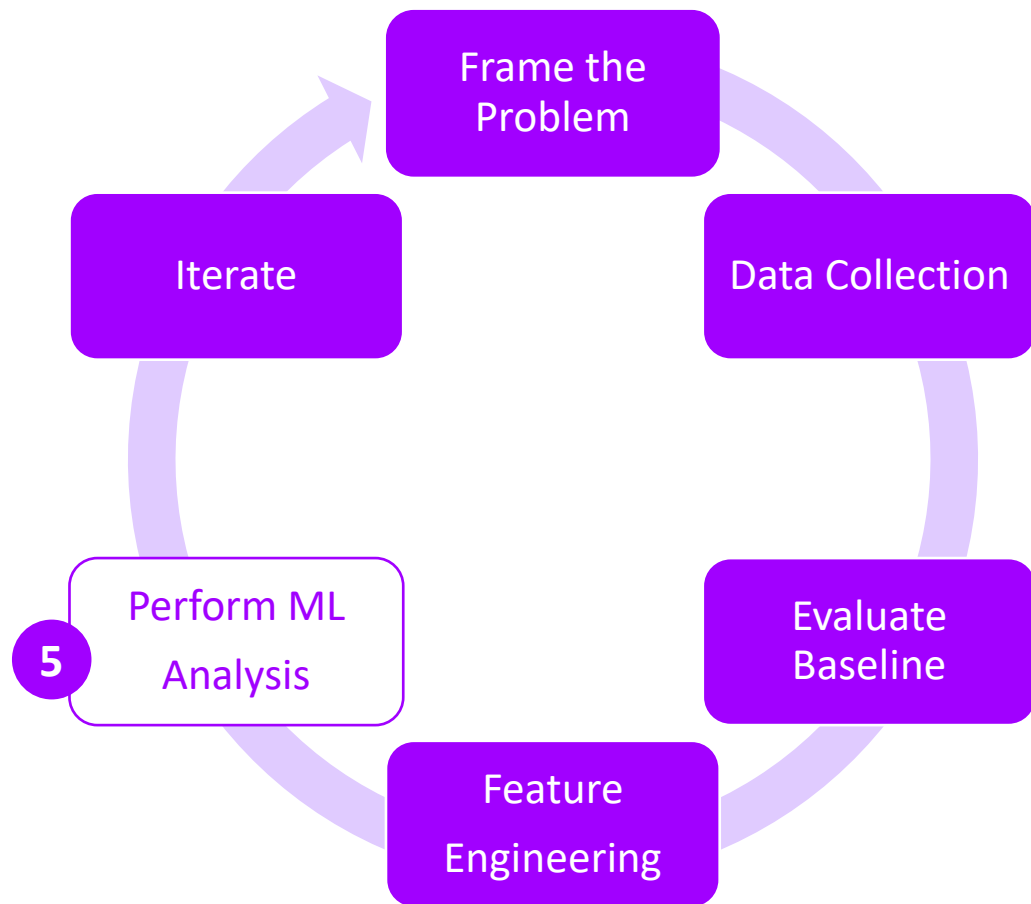 Frame the
Problem
Data Collection
Evaluate
Baseline
Feature
Engineering
5
Perform ML
Analysis
Iterate